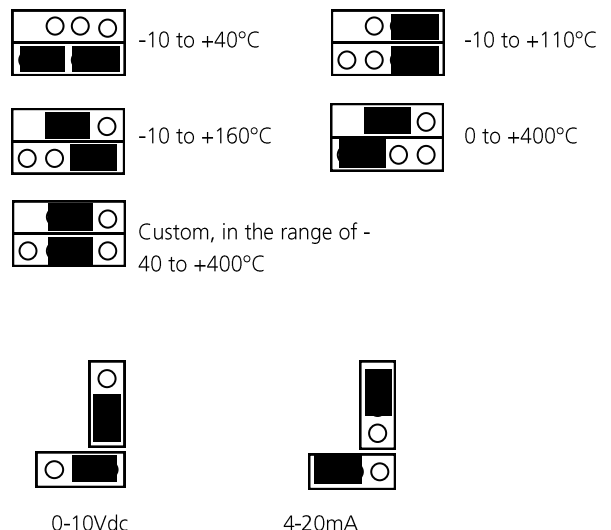 -10 to +40°C
-10 to +110°C
-10 to +160°C
0 to +400°C
Custom, in the range of -
40 to +400°C
0-10Vdc
4-20mA